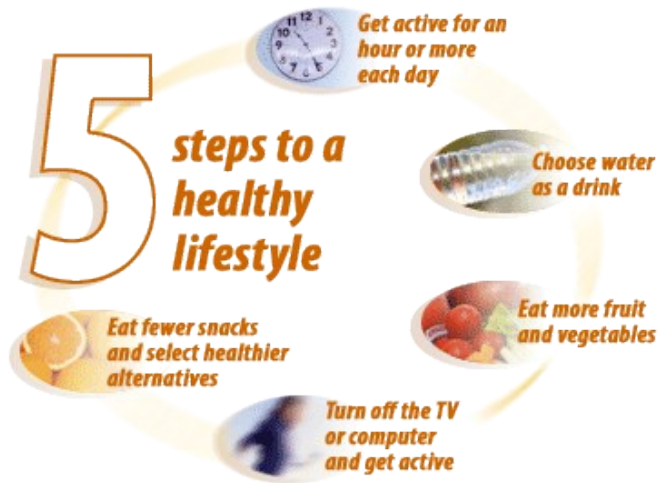 5
steps to a
healthy
lifestyle
Get active for an
hour or more
each day
Choose water
as a drink
Eat more fruit
and vegetables
Turn off the TV
or computer
and get active
Eat fewer snacks
and select healthier
alternatives